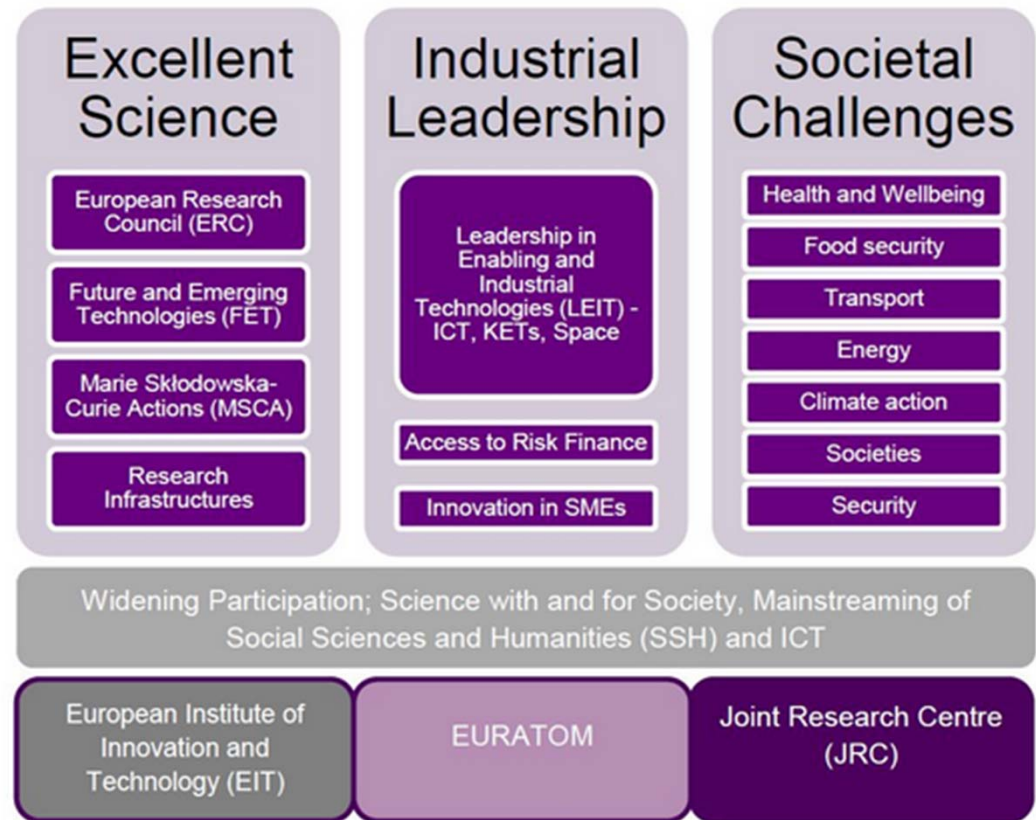 Excellent
Science
European Research
Council (ERC)
Future and Emerging
Technologies (FET)
Marie Skłodowska-
Curie Actions (MSCA)
Research
Infrastructures
Industrial
Leadership
Leadership in
Enabling and
Industrial
Technologies (LEIT) -
ICT, KETs, Space
Access to Risk Finance
Innovation in SMEs
Societal
Challenges
Health and Wellbeing
Food security
Transport
Energy
Climate action
Societies
Security
Widening Participation; Science with and for Society, Mainstreaming of
Social Sciences and Humanities (SSH) and ICT
European Institute of
Innovation and
Technology (EIT)
EURATOM
Joint Research Centre
(JRC)